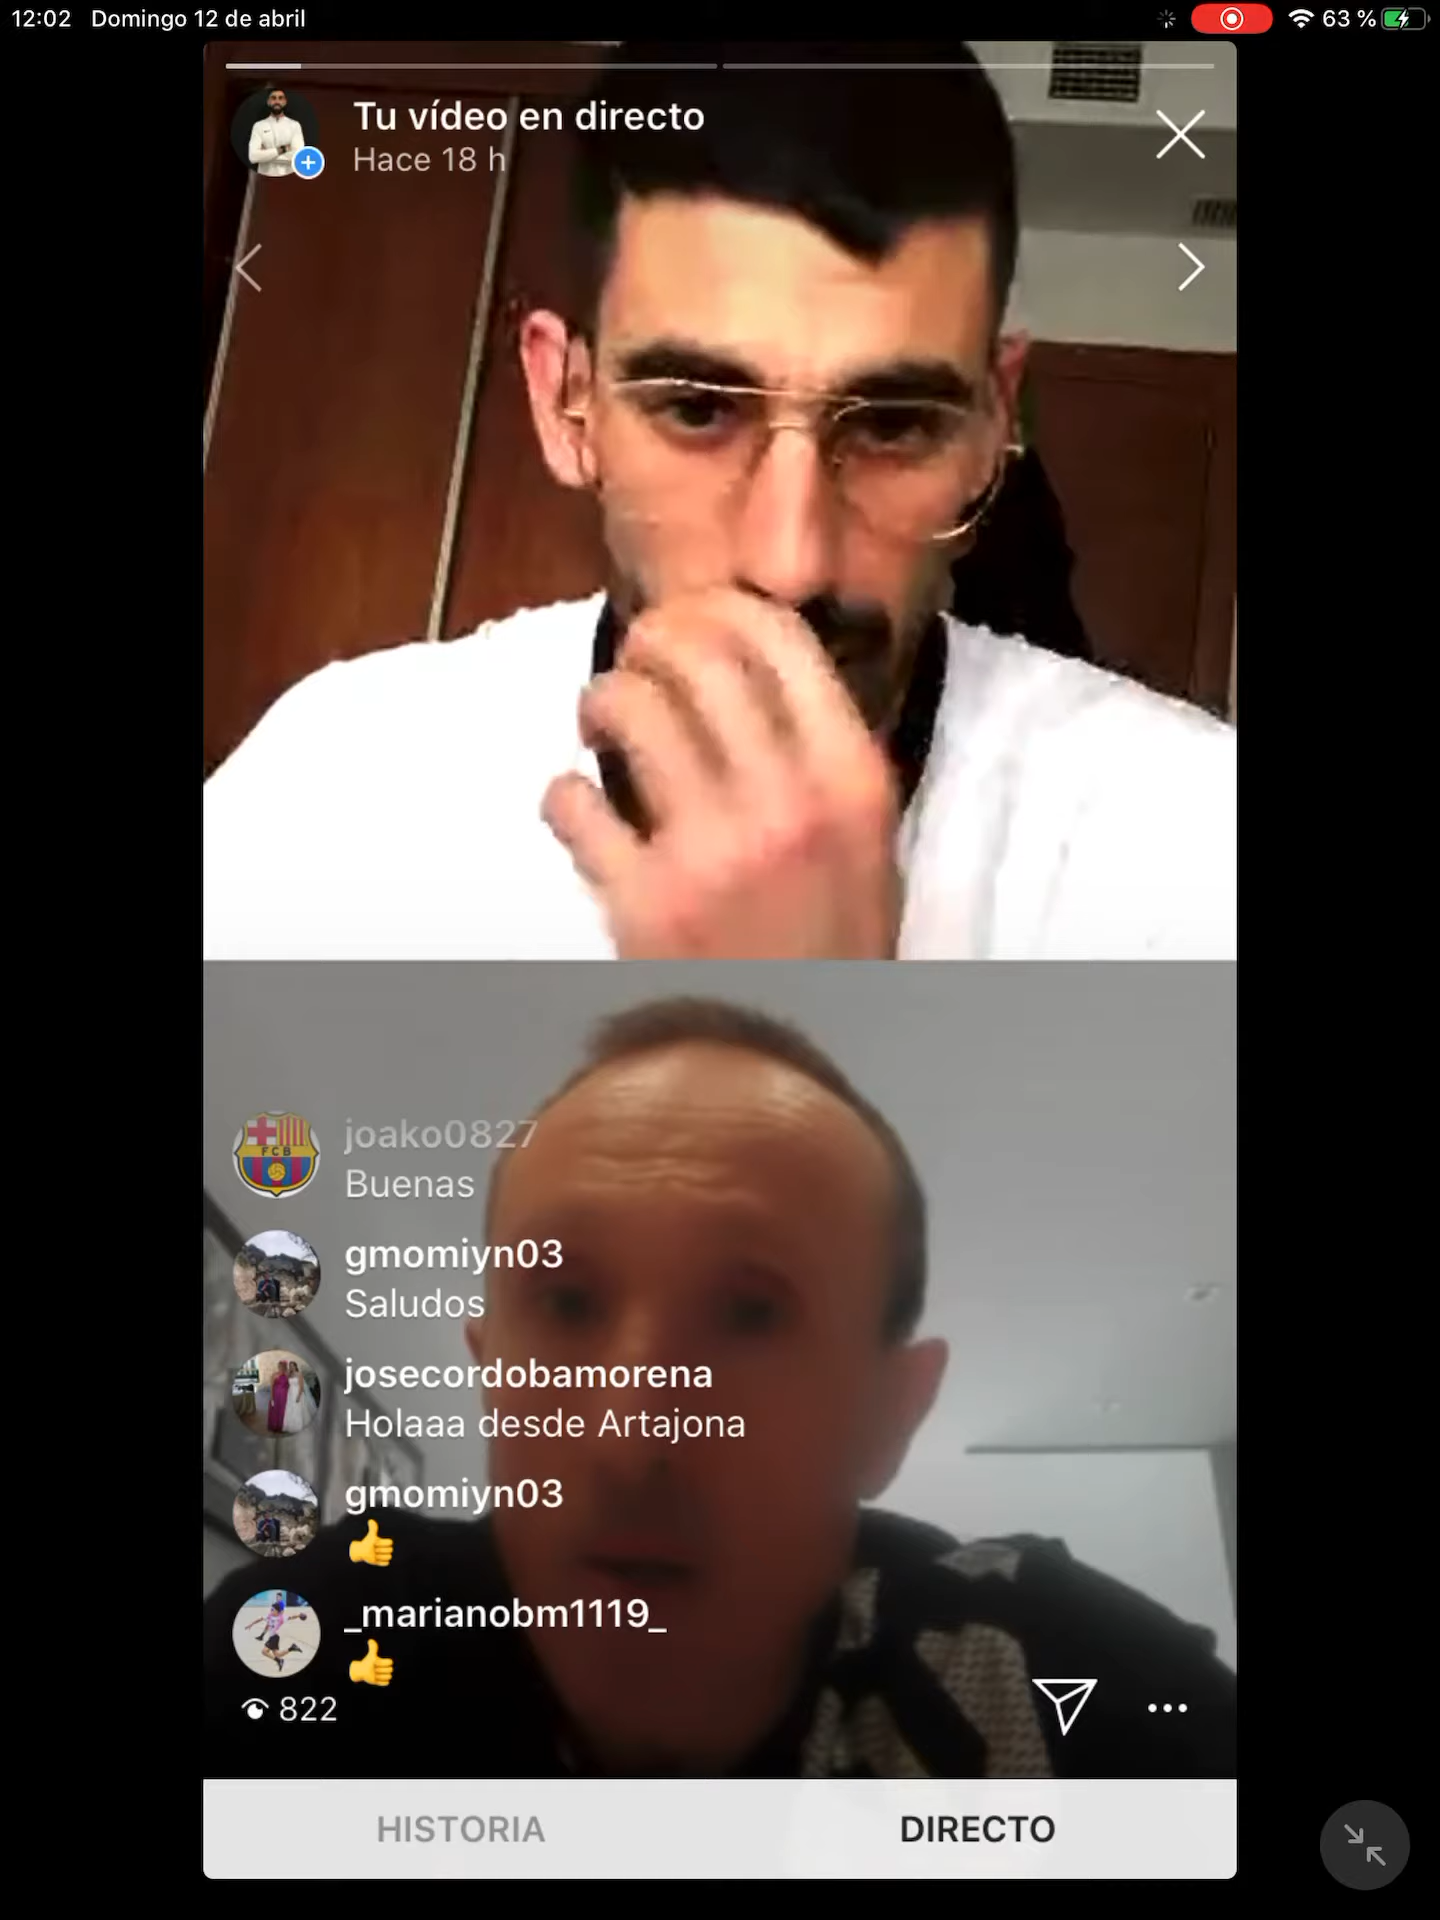 12:02 Domingo 12 de abril
63 %
Tu vídeo en directo
Hace 18 h
joako0827
FCB
Buenas
gmomiyn03
Saludos
josecordobamorena
Holaaa desde Artajona
gmomiyn03
👍
_marianobm1119_
👍
822
HISTORIA
DIRECTO